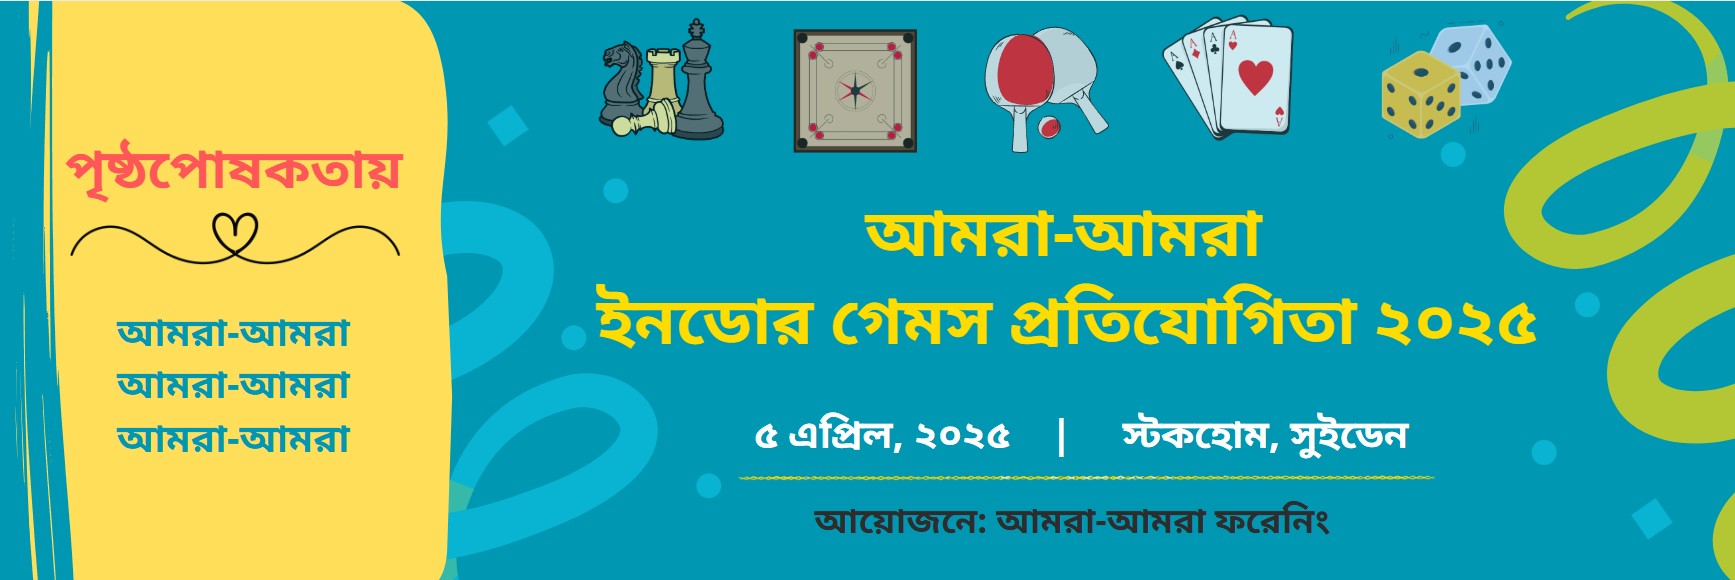 পৃষ্ঠপোষকতায়
আমরা-আমরা
আমরা-আমরা
আমরা-আমরা
আমরা-আমরা
ইনডোর গেমস প্রতিযোগিতা ২০২৫
৫ এপ্রিল, ২০২৫ | স্টকহোম, সুইডেন
আয়োজনে: আমরা-আমরা ফরেনিং